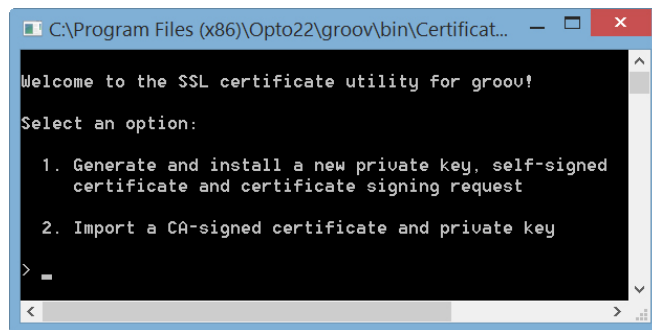 C:\Program Files (x86)\Opto22\groov\bin\Certificat...
Welcome to the SSL certificate utility for groov!
Select an option:
1. Generate and install a new private key, self-signed
certificate and certificate signing request
2. Import a CA-signed certificate and private key
> _